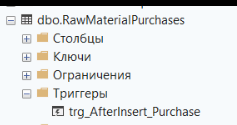 dbo.RawMaterialPurchases
Столбцы
Ключи
Ограничения
Триггеры
trg_AfterInsert_Purchase